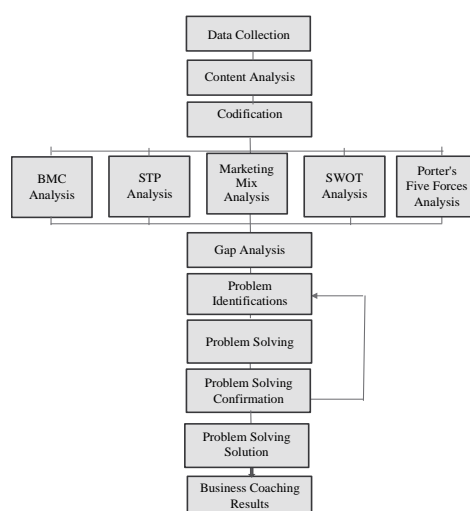 Data Collection
Content Analysis
Codification
BMC
Analysis
STP
Analysis
Marketing
Mix
Analysis
SWOT
Analysis
Porter's
Five Forces
Analysis
Gap Analysis
Problem
Identifications
Problem Solving
Problem Solving
Confirmation
Problem Solving
Solution
Business Coaching
Results